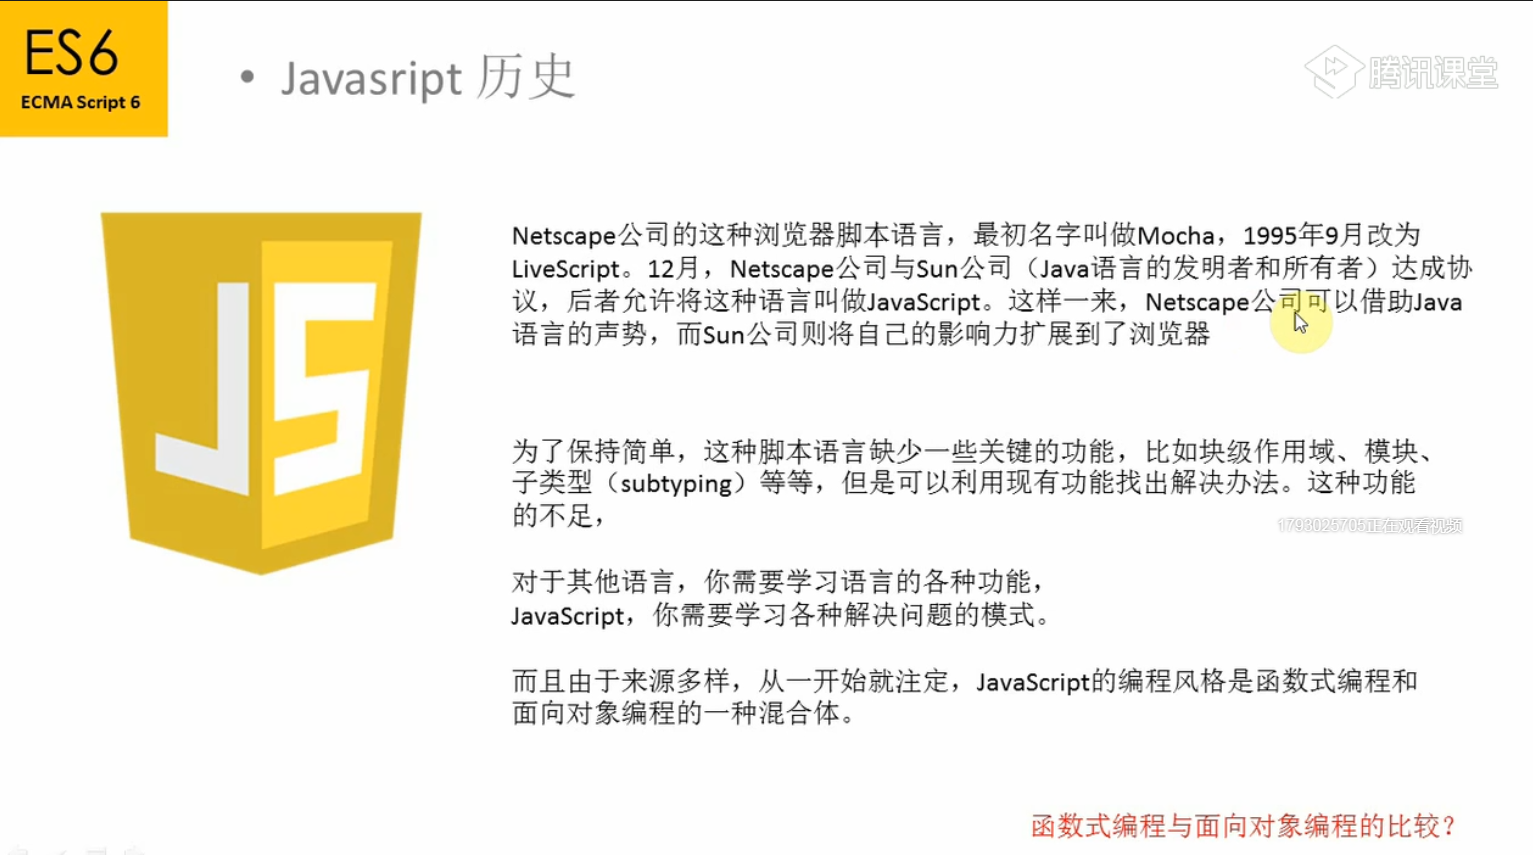 ES6
ECMA Script 6
• Javasript 历史
腾讯课堂
JS
Netscape公司的这种浏览器脚本语言，最初名字叫做Mocha，1995年9月改为
LiveScript。12月，Netscape公司与Sun公司（Java语言的发明者和所有者）达成协
议，后者允许将这种语言叫做JavaScript。这样一来，Netscape公司可以借助Java
语言的声势，而Sun公司则将自己的影响力扩展到了浏览器
为了保持简单，这种脚本语言缺少一些关键的功能，比如块级作用域、模块、
子类型（subtyping）等等，但是可以利用现有功能找出解决办法。这种功能
的不足，
1793025705正在观看视频
对于其他语言，你需要学习语言的各种功能，
JavaScript，你需要学习各种解决问题的模式。
而且由于来源多样，从一开始就注定，JavaScript的编程风格是函数式编程和
面向对象编程的一种混合体。
函数式编程与面向对象编程的比较？